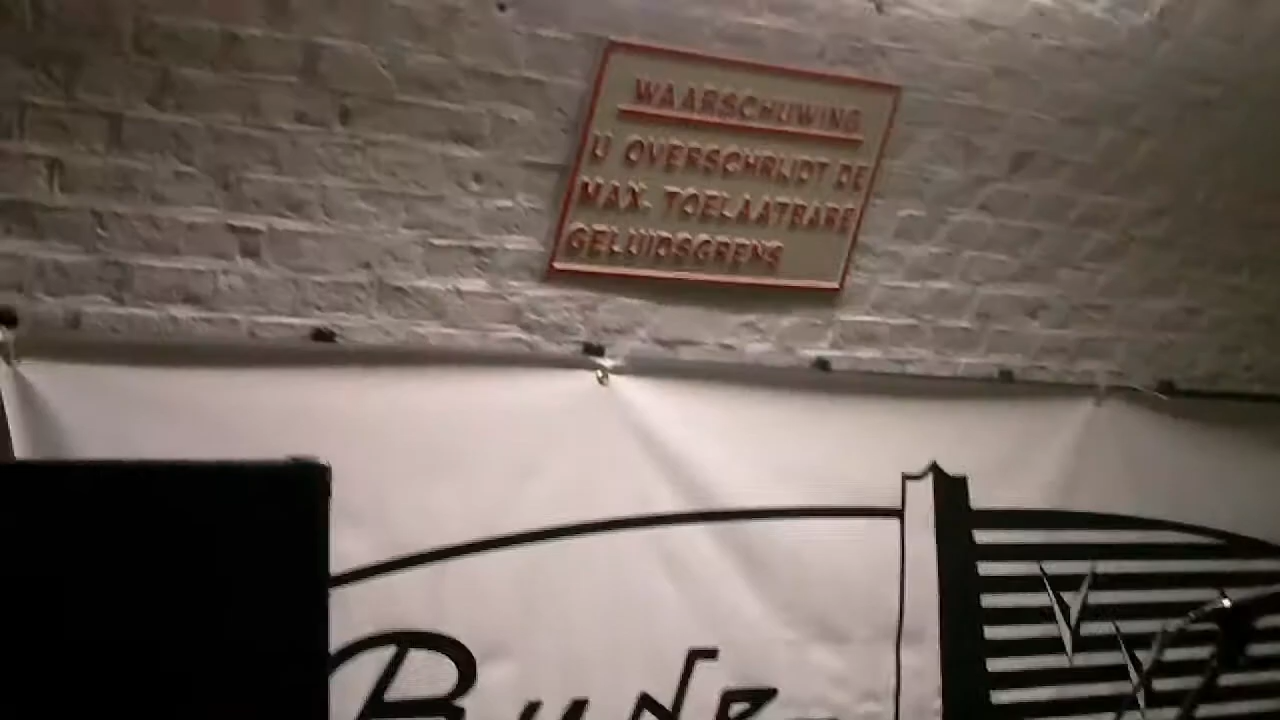 WAARSCHUWING
U OVERSCHRIJDT DE
MAX. TOELAATBARE
GELUIDSGRENS